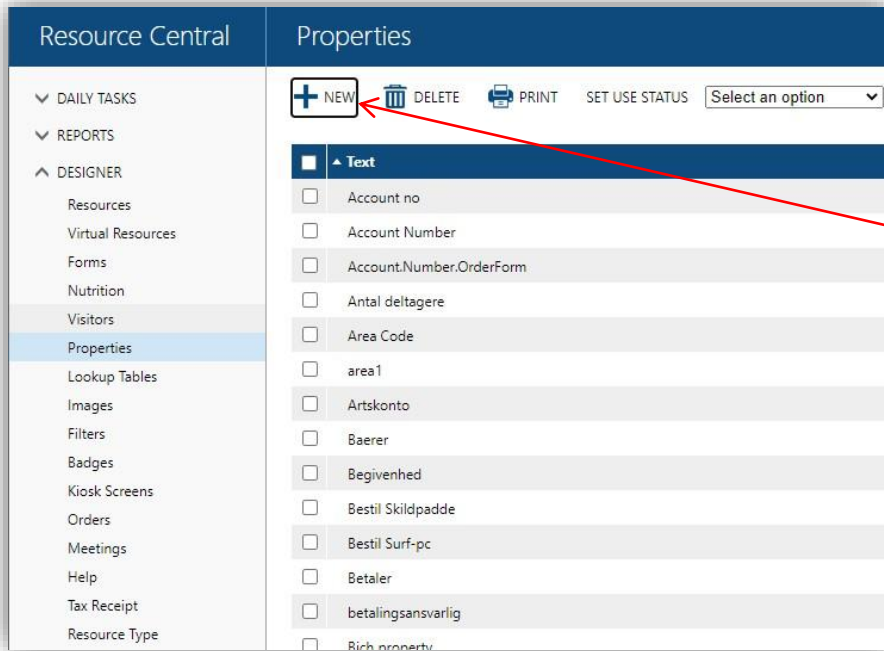 Resource Central
Properties
DAILY TASKS
REPORTS
DESIGNER
Resources
Virtual Resources
Forms
Nutrition
Visitors
Properties
Lookup Tables
Images
Filters
Badges
Kiosk Screens
Orders
Meetings
Help
Tax Receipt
Resource Type
NEW DELETE PRINT SET USE STATUS Select an option
Text
Account no
Account Number
Account.Number.OrderForm
Antal deltagere
Area Code
area1
Artskonto
Baerer
Begivenhed
Bestil Skildpadde
Bestil Surf-pc
Betaler
betalingsansvarlig
Bich property